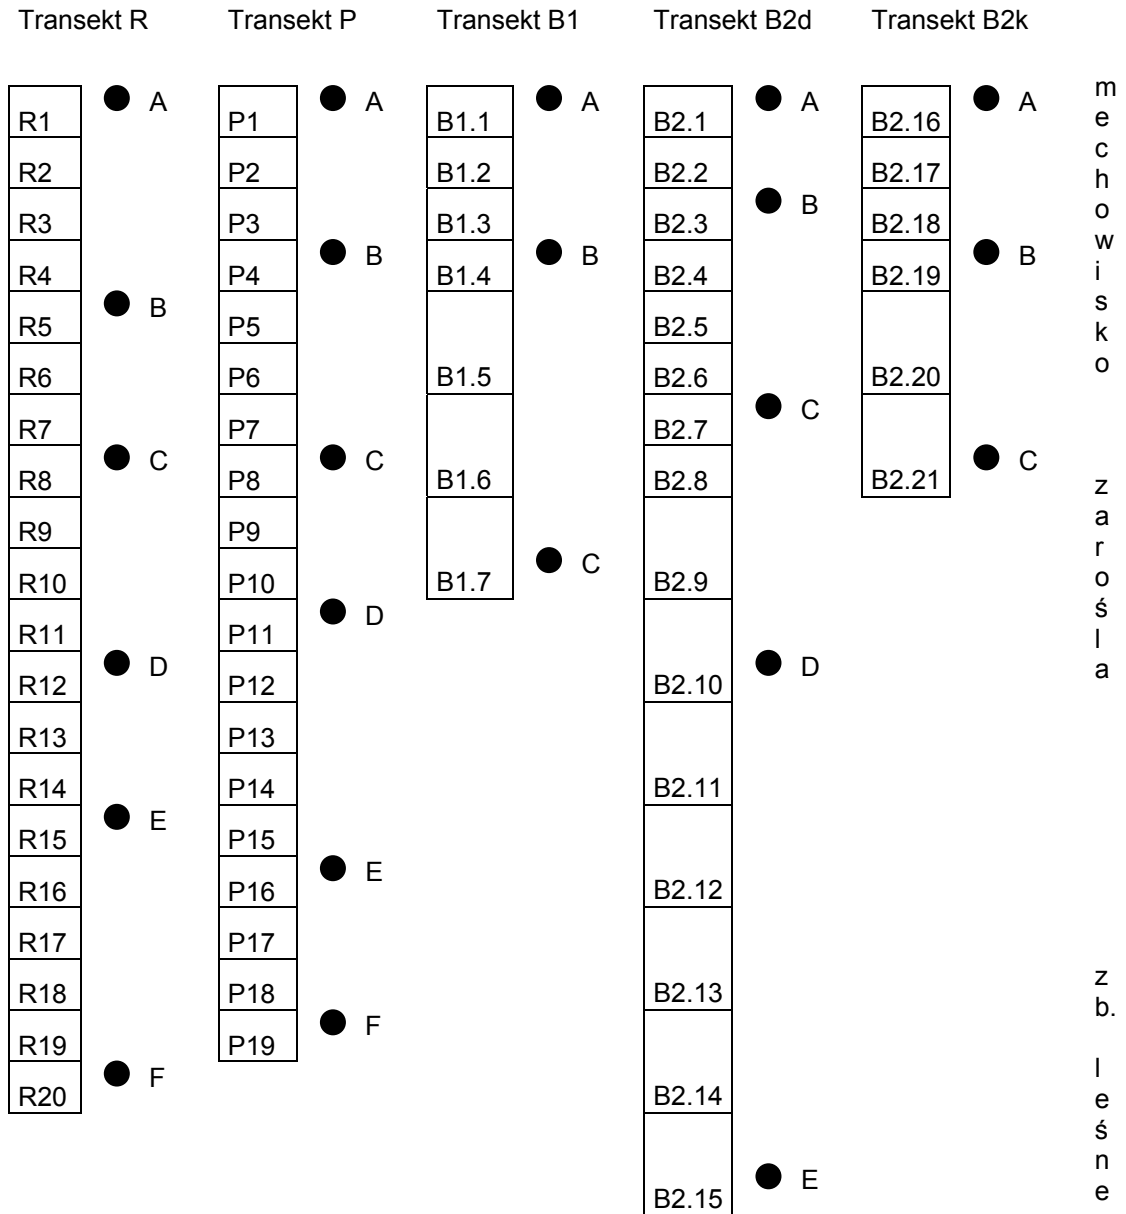 Transekt R
Transekt P
Transekt B1
Transekt B2d
Transekt B2k
R1
R2
R3
R4
R5
R6
R7
R8
R9
R10
R11
R12
R13
R14
R15
R16
R17
R18
R19
R20
A
B
C
D
E
F
P1
P2
P3
P4
P5
P6
P7
P8
P9
P10
P11
P12
P13
P14
P15
P16
P17
P18
P19
A
B
C
D
E
F
B1.1
B1.2
B1.3
B1.4
B1.5
B1.6
B1.7
A
B
C
B2.1
B2.2
B2.3
B2.4
B2.5
B2.6
B2.7
B2.8
B2.9
B2.10
B2.11
B2.12
B2.13
B2.14
B2.15
A
B
C
D
E
B2.16
B2.17
B2.18
B2.19
B2.20
B2.21
A
B
C
mechowisko
zarośla
zb. leśne